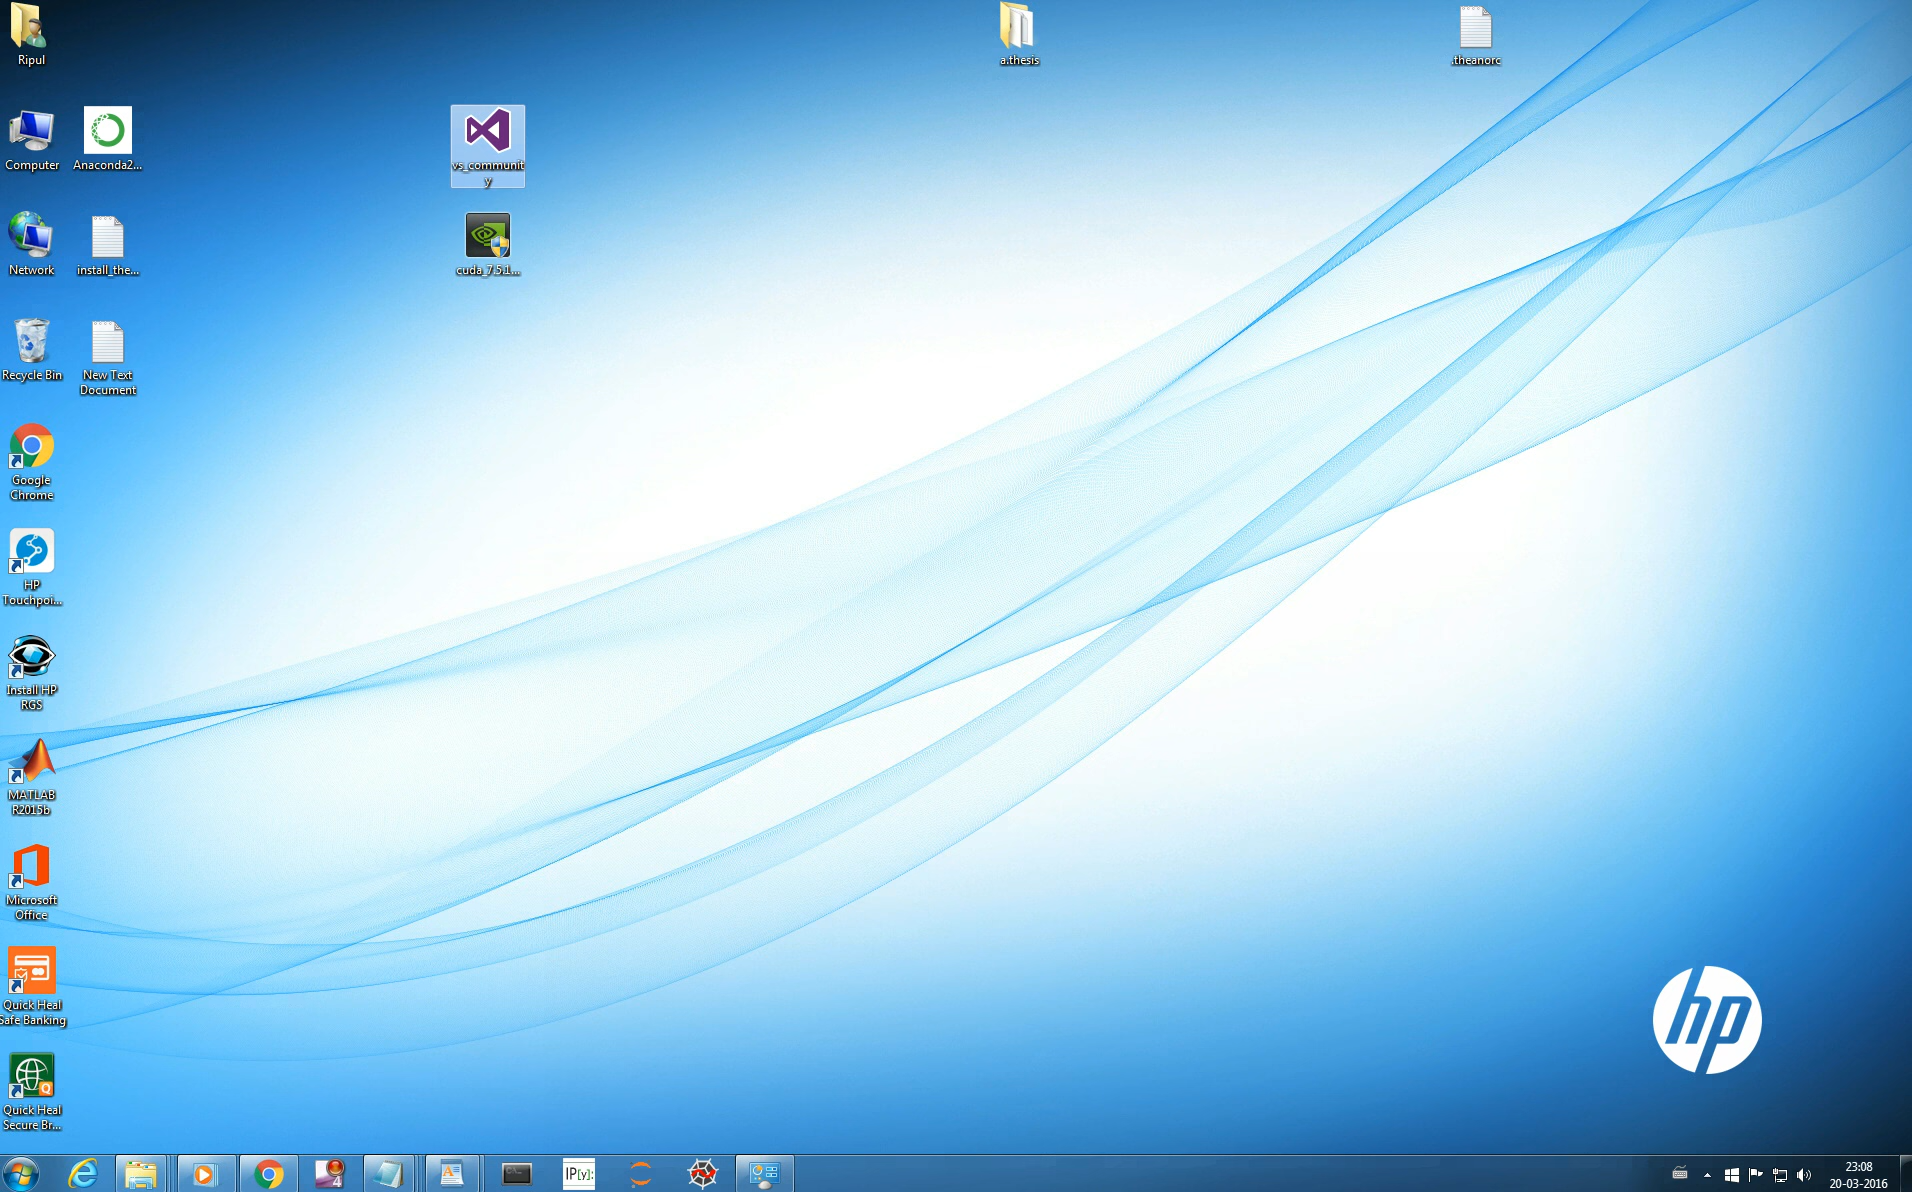 Ripul
a.thesis
.theanorc
Computer
Anaconda2...
vs_communit
y
Network
install_the...
cuda_7.5.1...
Recycle Bin
New Text
Document
Google
Chrome
HP
Touchpoi...
Install HP
RGS
MATLAB
R2015b
Microsoft
Office
Quick Heal
Safe Banking
Quick Heal
Secure Br...
hp
4
C:\_
IP[y]:
23:08
20-03-2016